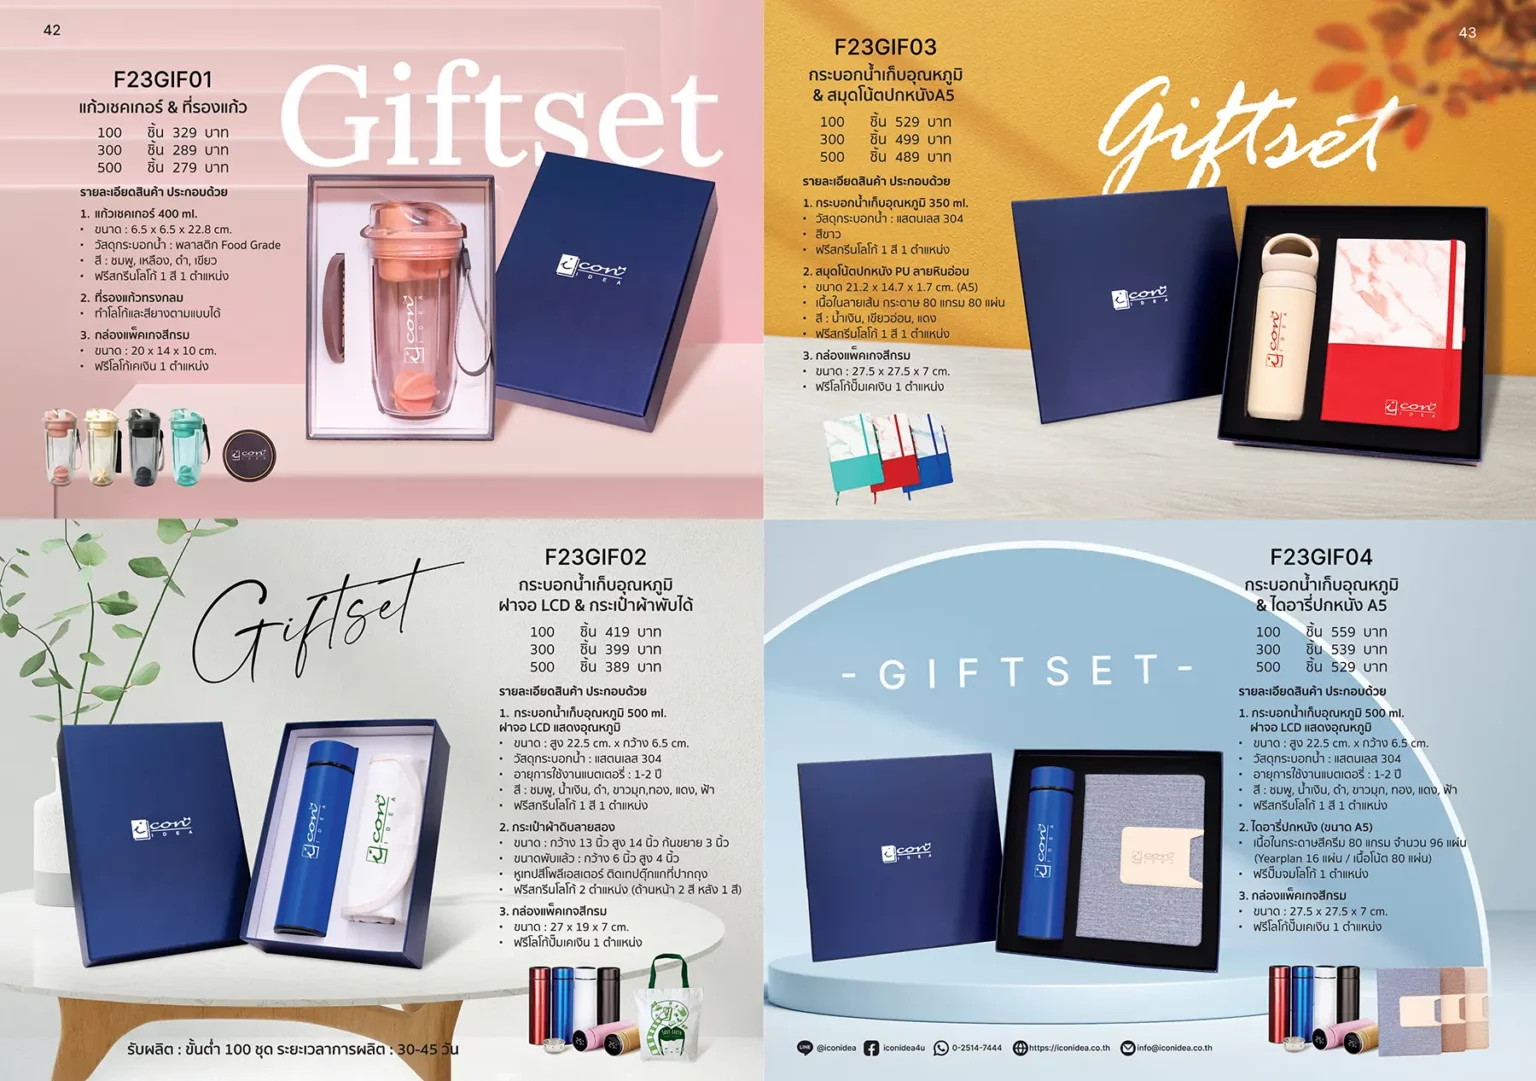 42
F23GIF01
แก้วเชคเกอร์ & ที่รองแก้ว
100 ชิ้น 329 บาท
300 ชิ้น 289 บาท
500 ชิ้น 279 บาท
รายละเอียดสินค้า ประกอบด้วย
1. แก้วเชคเกอร์ 400 ml.
• ขนาด : 6.5 x 6.5 x 22.8 cm.
• วัสดุกระบอกน้ำ : พลาสติก Food Grade
• สี : ชมพู, เหลือง, ดำ, เขียว
• ฟรีสกรีนโลโก้ 1 สี 1 ตำแหน่ง
2. ที่รองแก้วทรงกลม
• ทำโลโก้และสียางตามแบบได้
3. กล่องแพ็คเกจสีกรม
• ขนาด : 20 x 14 x 10 cm.
• ฟรีโลโก้เคเงิน 1 ตำแหน่ง
Giftset
icon
IDEA
icon
IDEA
icon
IDEA
43
F23GIF03
กระบอกน้ำเก็บอุณหภูมิ
& สมุดโน้ตปกหนังA5
100 ชิ้น 529 บาท
300 ชิ้น 499 บาท
500 ชิ้น 489 บาท
รายละเอียดสินค้า ประกอบด้วย
1. กระบอกน้ำเก็บอุณหภูมิ 350 ml.
• วัสดุกระบอกน้ำ : แสตนเลส 304
• สีขาว
• ฟรีสกรีนโลโก้ 1 สี 1 ตำแหน่ง
2. สมุดโน้ตปกหนัง PU ลายหินอ่อน
• ขนาด 21.2 x 14.7 x 1.7 cm. (A5)
• เนื้อในลายเส้น กระดาษ 80 แกรม 80 แผ่น
• สี : น้ำเงิน, เขียวอ่อน, แดง
• ฟรีสกรีนโลโก้ 1 สี 1 ตำแหน่ง
3. กล่องแพ็คเกจสีกรม
• ขนาด : 27.5 x 27.5 x 7 cm.
• ฟรีโลโก้ปั๊มเคเงิน 1 ตำแหน่ง
giftset
icon
IDEA
icon
IDEA
icon
IDEA
Giftset
F23GIF02
กระบอกน้ำเก็บอุณหภูมิ
ฝาจอ LCD & กระเป๋าผ้าพับได้
100 ชิ้น 419 บาท
300 ชิ้น 399 บาท
500 ชิ้น 389 บาท
รายละเอียดสินค้า ประกอบด้วย
1. กระบอกน้ำเก็บอุณหภูมิ 500 ml.
ฝาจอ LCD แสดงอุณหภูมิ
• ขนาด : สูง 22.5 cm. x กว้าง 6.5 cm.
• วัสดุกระบอกน้ำ : แสตนเลส 304
• อายุการใช้งานแบตเตอรี่ : 1-2 ปี
• สี : ชมพู, น้ำเงิน, ดำ, ขาวมุก,ทอง, แดง, ฟ้า
• ฟรีสกรีนโลโก้ 1 สี 1 ตำแหน่ง
2. กระเป๋าผ้าดิบลายสอง
• ขนาด : กว้าง 13 นิ้ว สูง 14 นิ้ว ก้นขยาย 3 นิ้ว
• ขนาดพับแล้ว : กว้าง 6 นิ้ว สูง 4 นิ้ว
• หูเทปสีโพลีเอสเตอร์ ติดเทปตุ๊กแกที่ปากถุง
• ฟรีสกรีนโลโก้ 2 ตำแหน่ง (ด้านหน้า 2 สี หลัง 1 สี)
3. กล่องแพ็คเกจสีกรม
• ขนาด : 27 x 19 x 7 cm.
• ฟรีโลโก้ปั๊มเคเงิน 1 ตำแหน่ง
icon
IDEA
icon
IDEA
icon
IDEA
รับผลิต : ขั้นต่ำ 100 ชุด ระยะเวลาการผลิต : 30-45 วัน
F23GIF04
กระบอกน้ำเก็บอุณหภูมิ
& ไดอารี่ปกหนัง A5
100 ชิ้น 559 บาท
300 ชิ้น 539 บาท
500 ชิ้น 529 บาท
รายละเอียดสินค้า ประกอบด้วย
1. กระบอกน้ำเก็บอุณหภูมิ 500 ml.
ฝาจอ LCD แสดงอุณหภูมิ
• ขนาด : สูง 22.5 cm. x กว้าง 6.5 cm.
• วัสดุกระบอกน้ำ : แสตนเลส 304
• อายุการใช้งานแบตเตอรี่ : 1-2 ปี
• สี : ชมพู, น้ำเงิน, ดำ, ขาวมุก, ทอง, แดง, ฟ้า
• ฟรีสกรีนโลโก้ 1 สี 1 ตำแหน่ง
2. ไดอารี่ปกหนัง (ขนาด A5)
• เนื้อในกระดาษสีครีม 80 แกรม จำนวน 96 แผ่น
(Yearplan 16 แผ่น / เนื้อโน้ต 80 แผ่น)
• ฟรีปั๊มจมโลโก้ 1 ตำแหน่ง
3. กล่องแพ็คเกจสีกรม
• ขนาด : 27.5 x 27.5 x 7 cm.
• ฟรีโลโก้ปั๊มเคเงิน 1 ตำแหน่ง
-GIFTSET-
icon
IDEA
icon
IDEA
icon
IDEA
@iconidea iconidea4u 0-2514-7444 https://iconidea.co.th info@iconidea.co.th